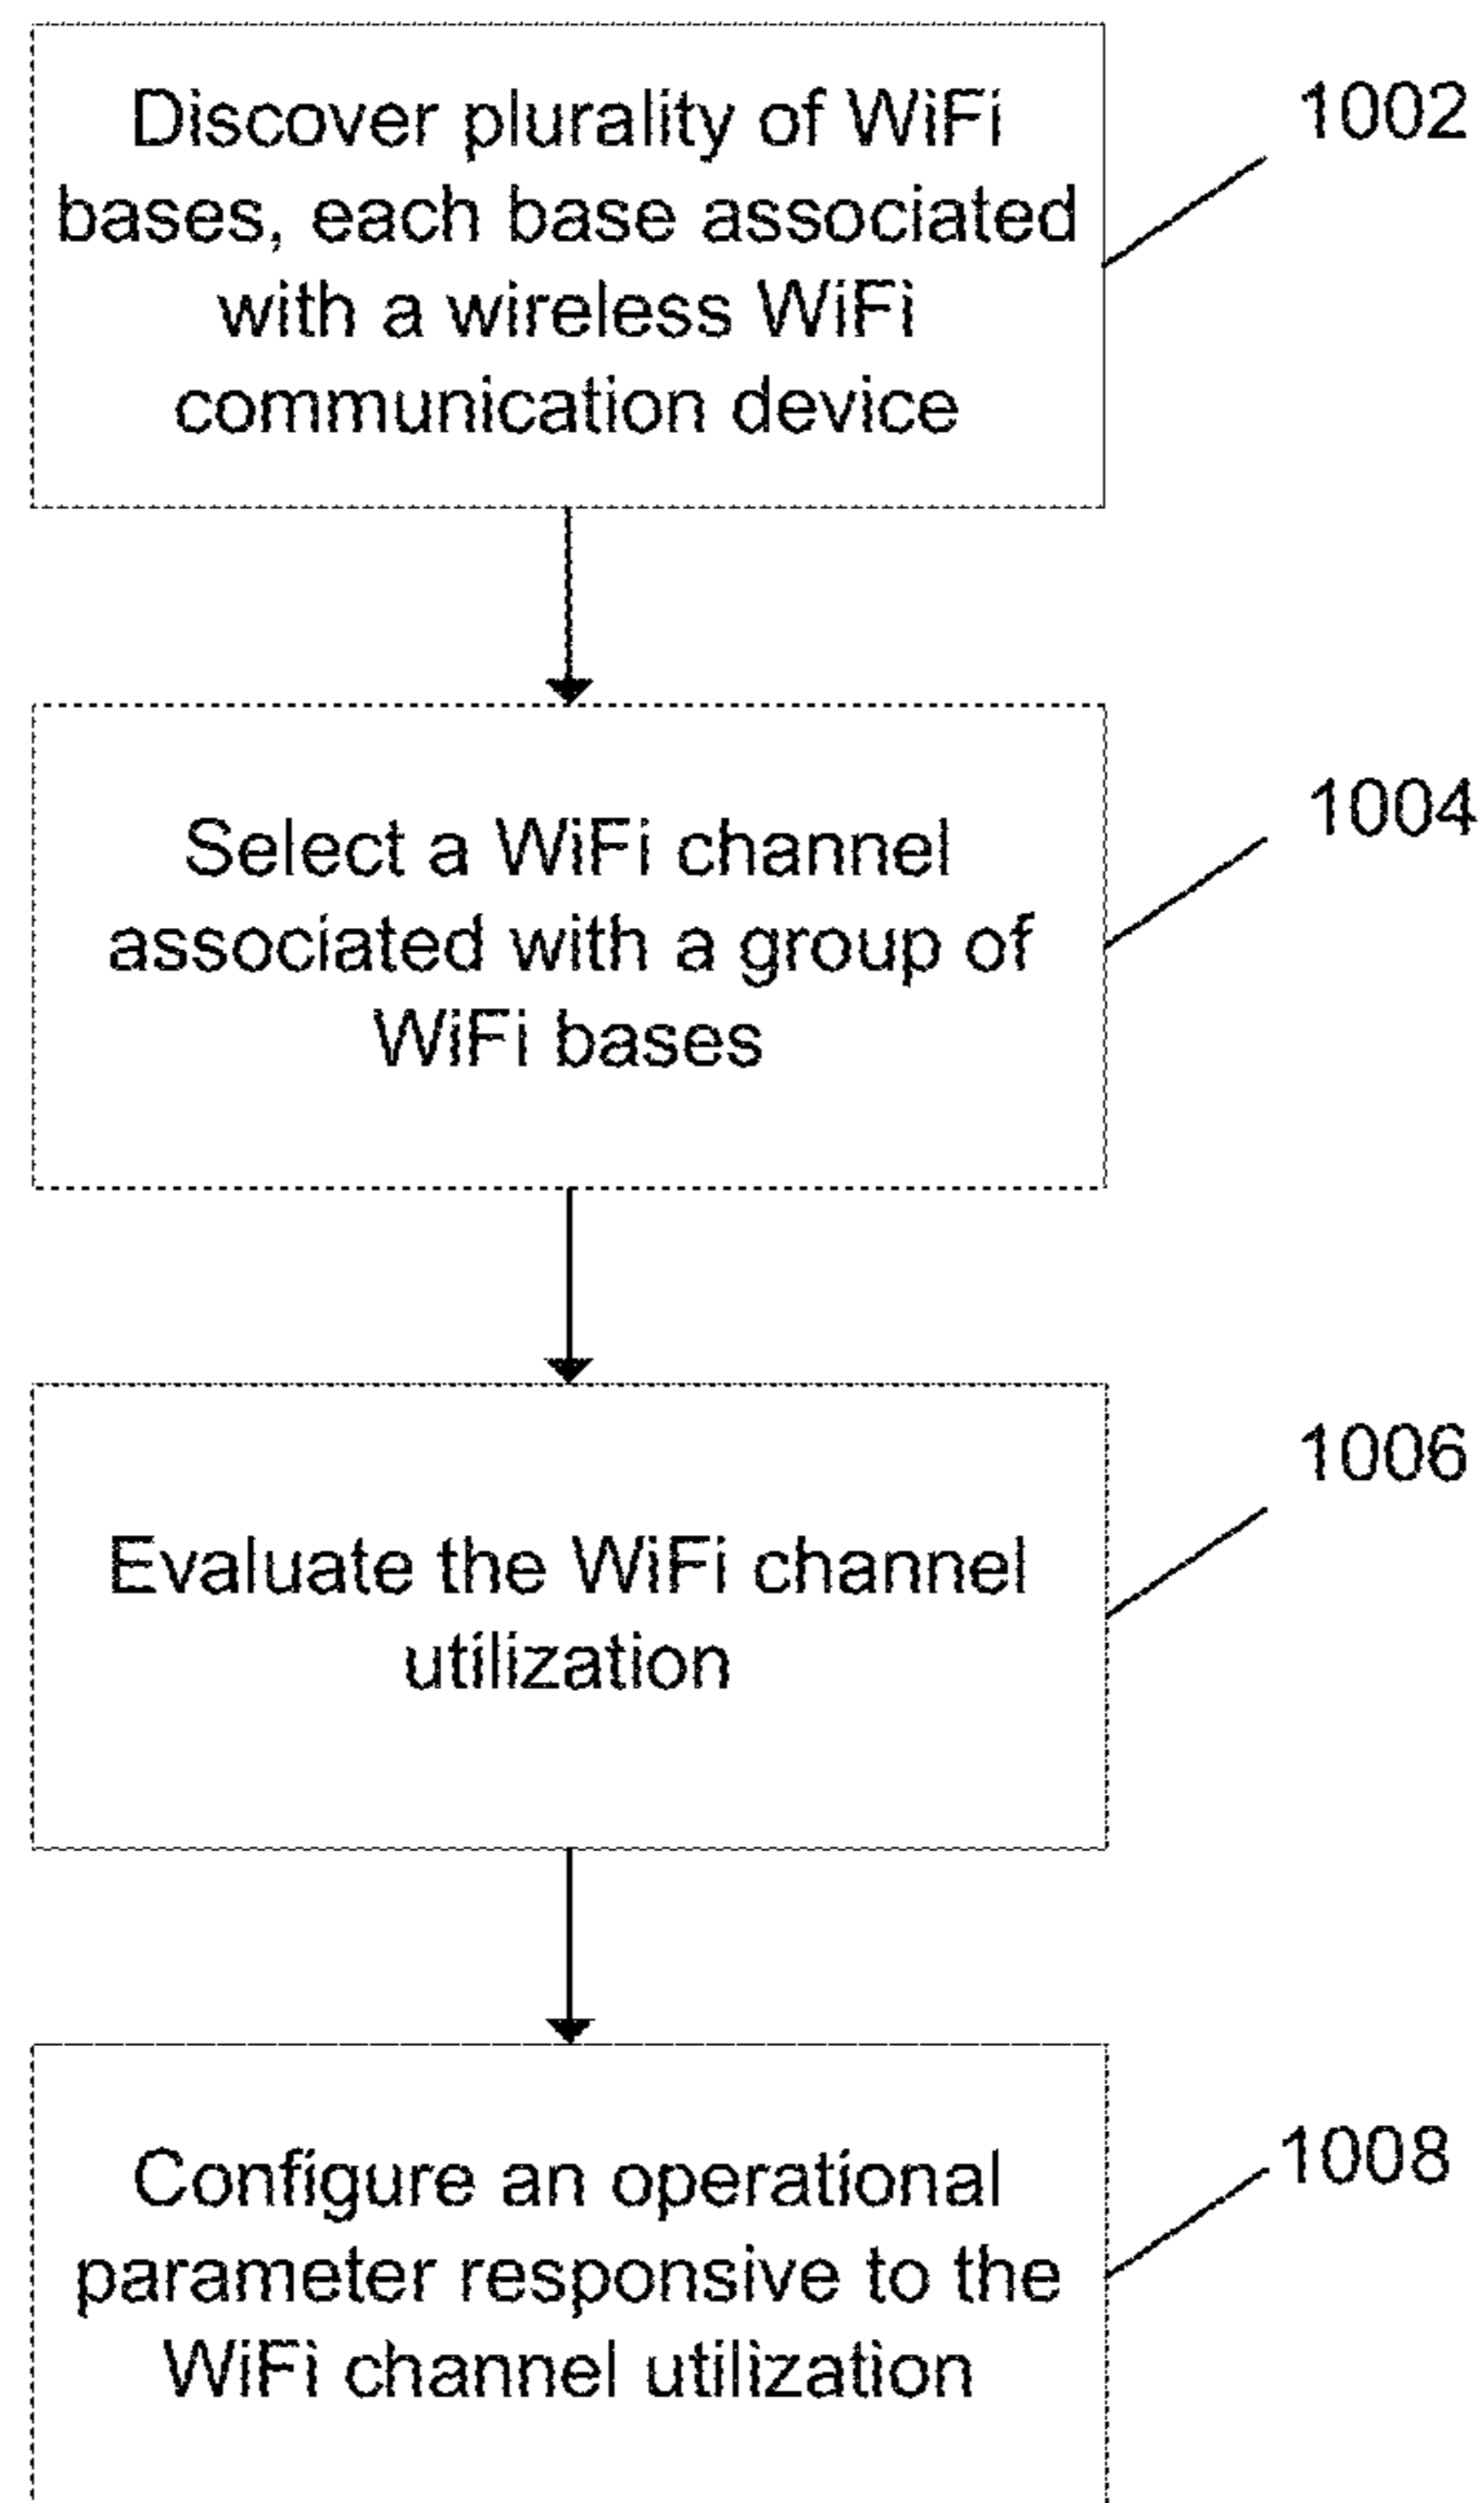 Discover plurality of WiFi
bases, each base associated
with a wireless WiFi
communication device
1002
Select a WiFi channel
associated with a group of
WiFi bases
1004
Evaluate the WiFi channel
utilization
1006
Configure an operational
parameter responsive to the
WiFi channel utilization
1008